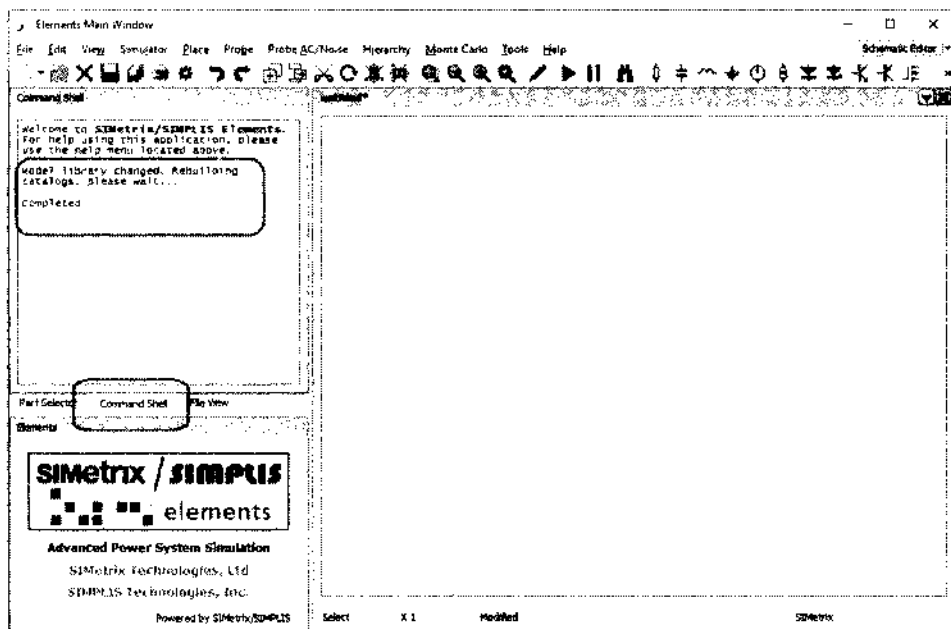 Elements Main Window
File Edit View Simulator Place Probe Probe AC/Noise Hierarchy Monte Carlo Tools Help
Schematic Editor
Command Shell
untitled*
Welcome to SIMetrix/SIMPLIS Elements.
For help using this application, please
use the help menu located above.
Model library changed. Rebuilding
catalogs, please wait...
Completed
Part Selector Command Shell File View
Elements
SIMetrix / SIMPLIS
elements
Advanced Power System Simulation
SIMetrix Technologies, Ltd
SIMPLIS Technologies, Inc.
Powered by SIMetrix/SIMPLIS
Select X 1 Modified SIMetrix